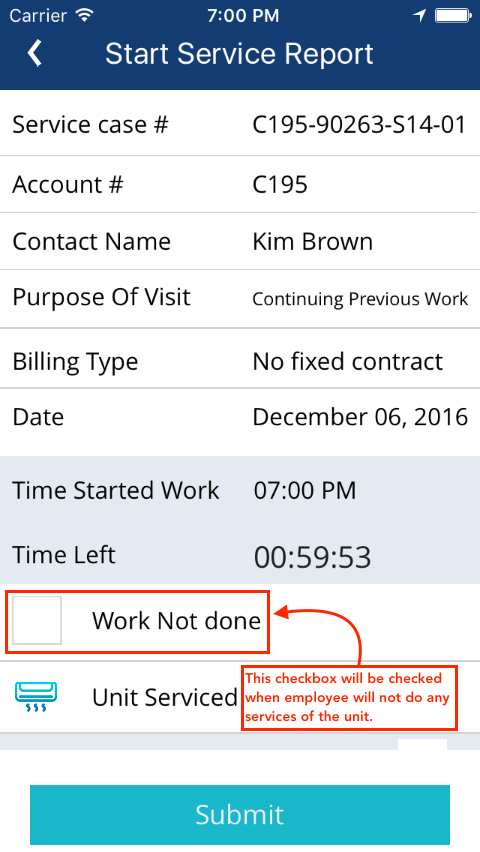 Carrier 7:00 PM
Start Service Report
Service case # C195-90263-S14-01
Account # C195
Contact Name Kim Brown
Purpose Of Visit Continuing Previous Work
Billing Type No fixed contract
Date December 06, 2016
Time Started Work 07:00 PM
Time Left 00:59:53
Work Not done
Unit Serviced
This checkbox will be checked
when employee will not do any
services of the unit.
Submit